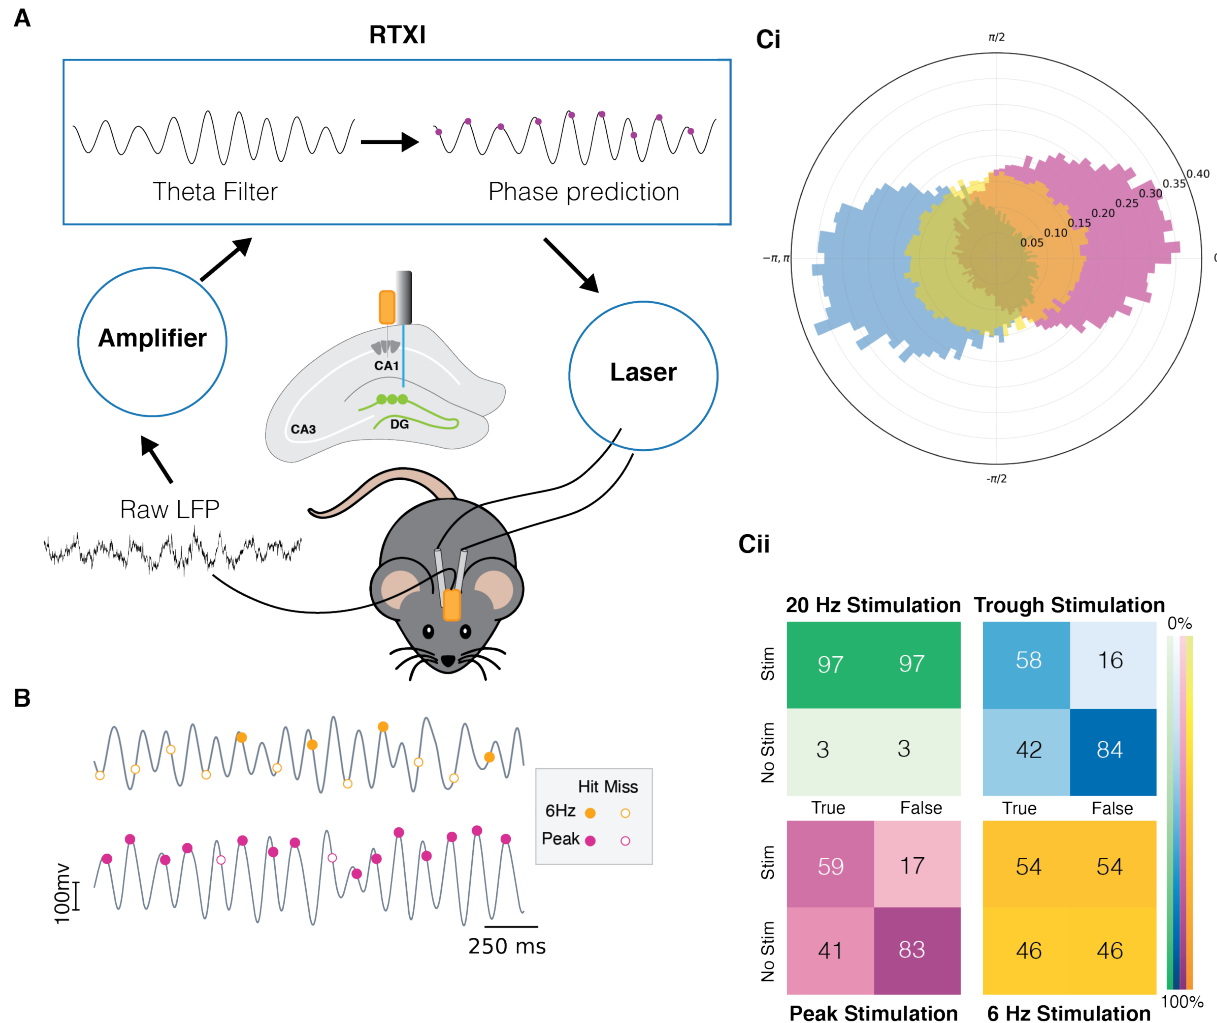 A
RTXI
Theta Filter
Phase prediction
Amplifier
CA1
CA3
DG
Laser
Raw LFP
B
Hit Miss
6Hz
Peak
100mv
250 ms
Ci
π/2
0.40
0.35
0.30
0.25
0.20
0.15
0.10
0.05
−π, π
0
-π/2
Cii
20 Hz Stimulation
Trough Stimulation
0%
Stim
97 97
58 16
No Stim
3 3
42 84
True False
True False
Stim
59 17
54 54
No Stim
41 83
46 46
100%
Peak Stimulation
6 Hz Stimulation